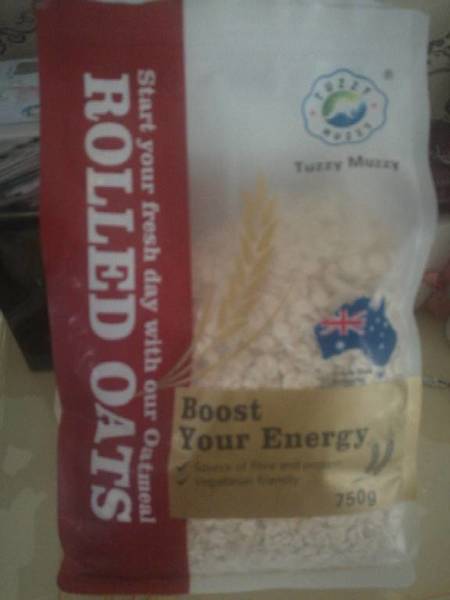 TUZZY
MUZZY
®
Tuzzy Muzzy
Start your fresh day with our Oatmeal
ROLLED OATS
Boost
Your Energy
Source of fibre and protein
vegetarian friendly
750g